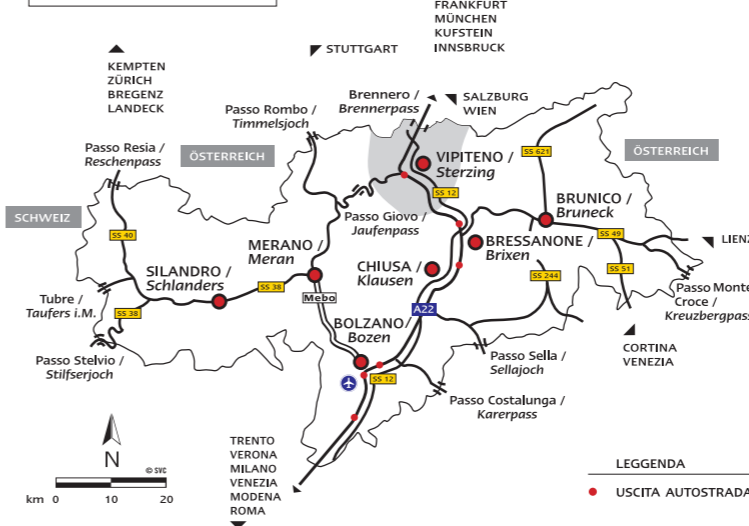 FRANKFURT
MÜNCHEN
KUFSTEIN
INNSBRUCK
STUTTGART
KEMPTEN
ZÜRICH
BREGENZ
LANDECK
Brennero /
Brennerpass
SALZBURG
WIEN
Passo Rombo /
Timmelsjoch
Passo Resia /
Reschenpass
ÖSTERREICH
VIPITENO /
Sterzing
SS 621
ÖSTERREICH
SS 12
BRUNICO /
Bruneck
SCHWEIZ
Passo Giovo /
Jaufenpass
SS 40
SS 49
LIENZ
MERANO /
Meran
BRESSANONE /
Brixen
SILANDRO /
Schlanders
CHIUSA /
Klausen
SS 244
SS 51
SS 38
Passo Monte
Croce /
Kreuzbergpass
Mebo
Tubre /
Taufers i.M.
SS 38
A22
BOLZANO/
Bozen
Passo Stelvio /
Stilfserjoch
Passo Sella /
Sellajoch
CORTINA
VENEZIA
SS 12
Passo Costalunga /
Karerpass
N
© SVC
km 0 10 20
TRENTO
VERONA
MILANO
VENEZIA
MODENA
ROMA
LEGGENDA
USCITA AUTOSTRADA